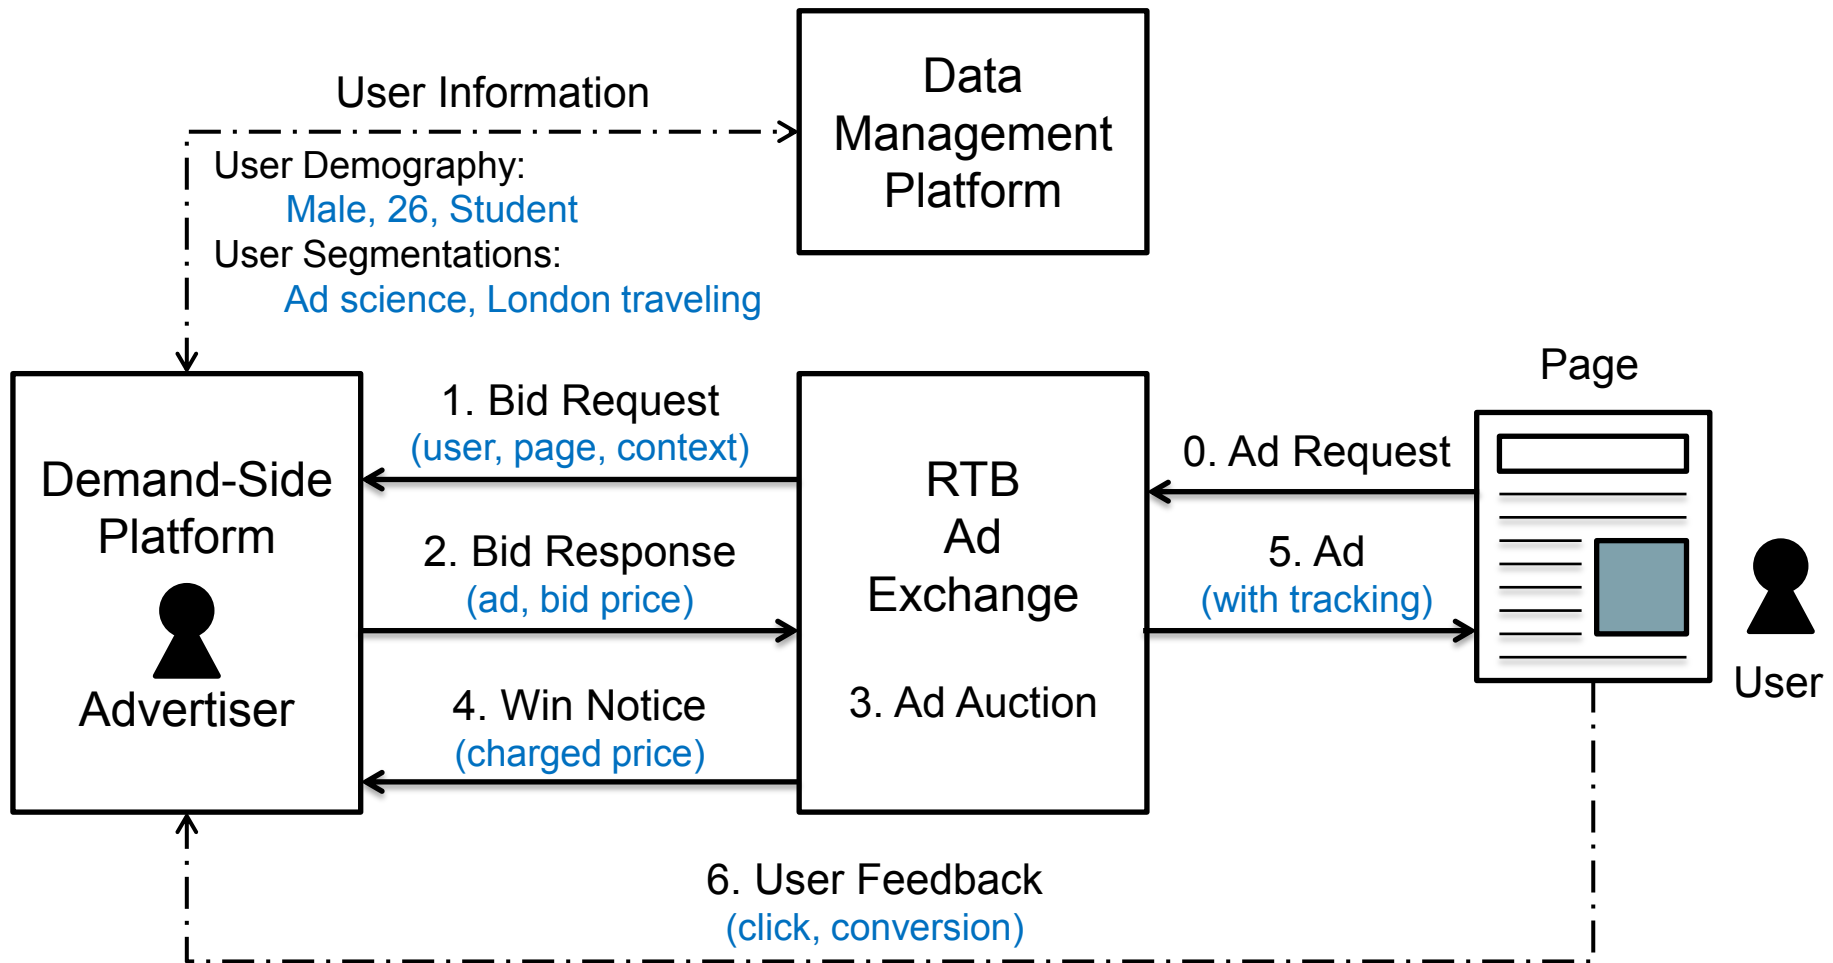 Data
Management
Platform
User Information
User Demography:
Male, 26, Student
User Segmentations:
Ad science, London traveling
Demand-Side
Platform
Advertiser
1. Bid Request
(user, page, context)
2. Bid Response
(ad, bid price)
4. Win Notice
(charged price)
RTB
Ad
Exchange
3. Ad Auction
0. Ad Request
5. Ad
(with tracking)
Page
User
6. User Feedback
(click, conversion)